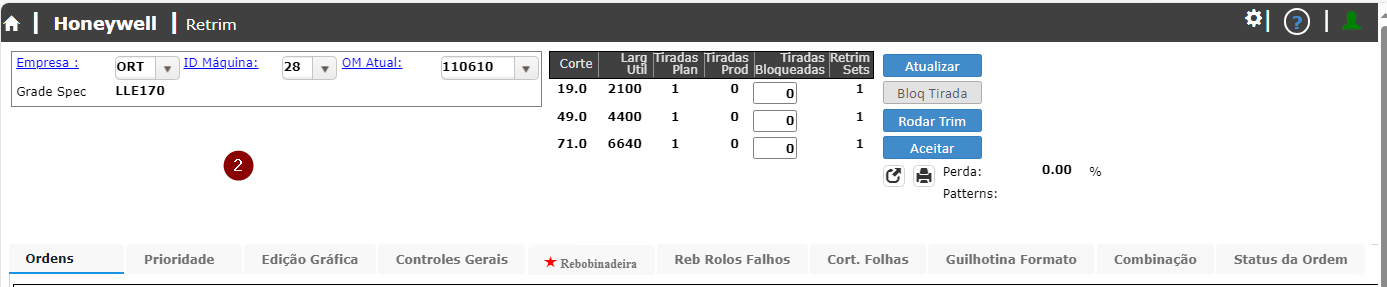 Honeywell Retrim ?
Empresa : ORT ID Máquina: 28 OM Atual: 110610
Grade Spec LLE170
2
Corte Larg Util Tiradas Plan Tiradas Prod Tiradas Bloqueadas Retrim Sets
19.0 2100 1 0 0 1
49.0 4400 1 0 0 1
71.0 6640 1 0 0 1
Atualizar
Bloq Tirada
Rodar Trim
Aceitar
Perda: 0.00 %
Patterns:
Ordens Prioridade Edição Gráfica Controles Gerais Rebobinadeira Reb Rolos Falhos Cort. Folhas Guilhotina Formato Combinação Status da Ordem